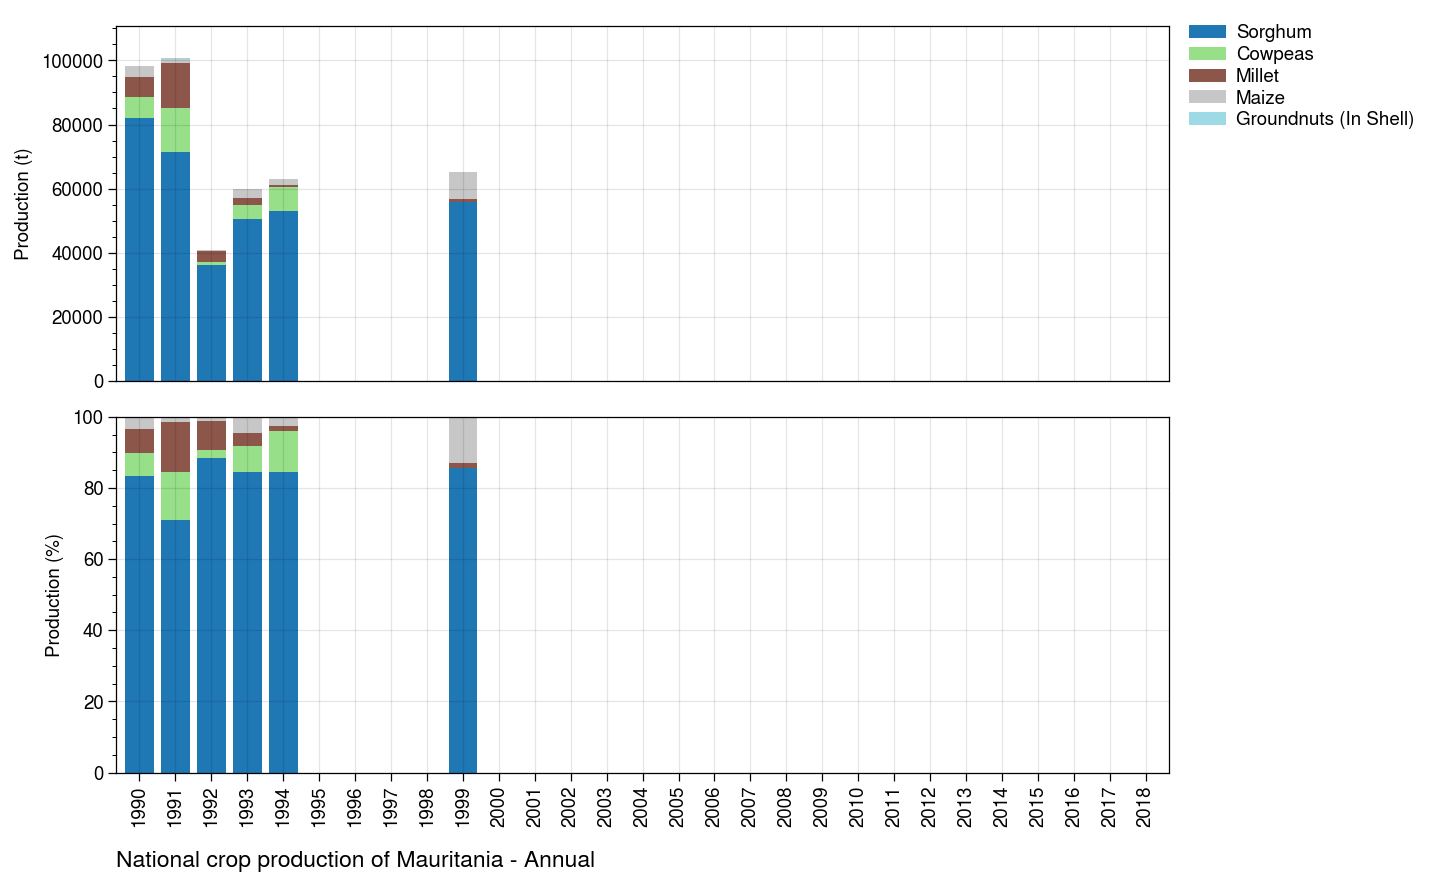 Production (t)
100000
80000
60000
40000
20000
0
Sorghum
Cowpeas
Millet
Maize
Groundnuts (In Shell)
Production (%)
100
80
60
40
20
0
1990 1991 1992 1993 1994 1995 1996 1997 1998 1999 2000 2001 2002 2003 2004 2005 2006 2007 2008 2009 2010 2011 2012 2013 2014 2015 2016 2017 2018
National crop production of Mauritania - Annual